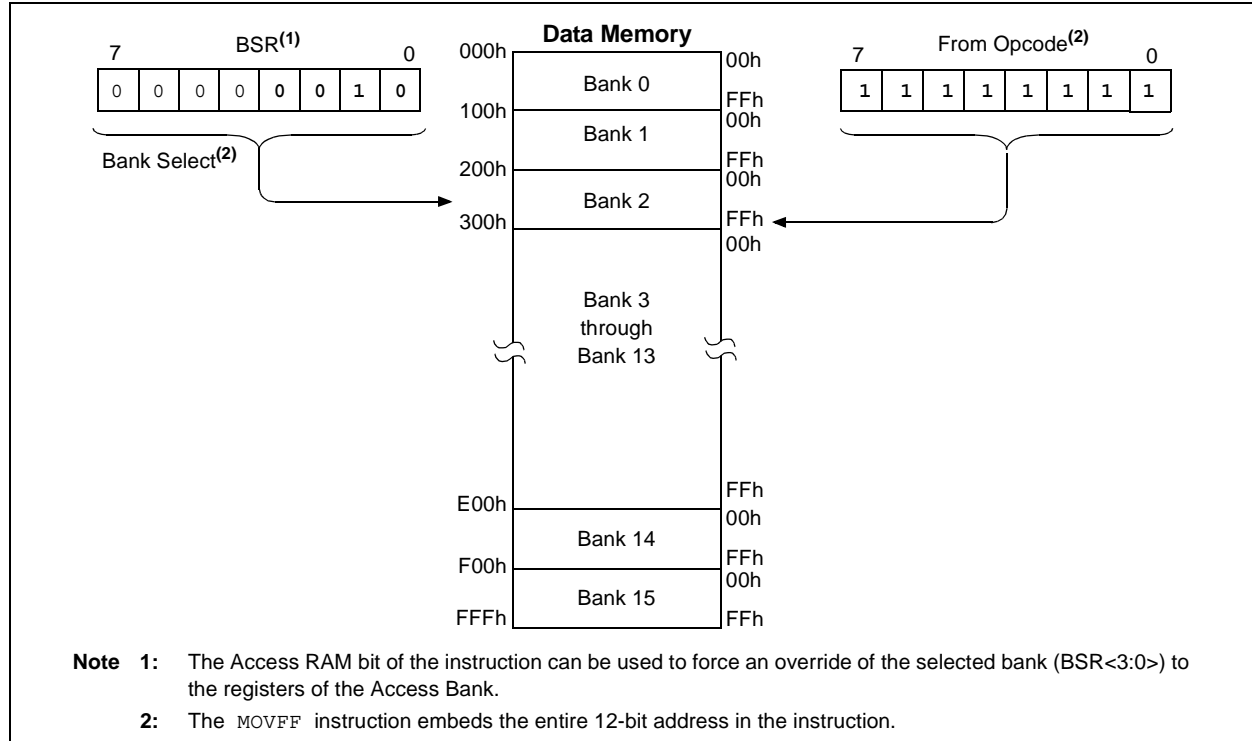 Data Memory
7 BSR(1) 0
0 0 0 0 0 0 1 0
Bank Select(2)
000h
100h
200h
300h
E00h
F00h
FFFh
Bank 0
Bank 1
Bank 2
Bank 3
through
Bank 13
Bank 14
Bank 15
00h
FFh
00h
FFh
00h
FFh
00h
FFh
00h
FFh
00h
FFh
7 From Opcode(2) 0
1 1 1 1 1 1 1 1
Note 1: The Access RAM bit of the instruction can be used to force an override of the selected bank (BSR<3:0>) to
the registers of the Access Bank.
2: The MOVFF instruction embeds the entire 12-bit address in the instruction.